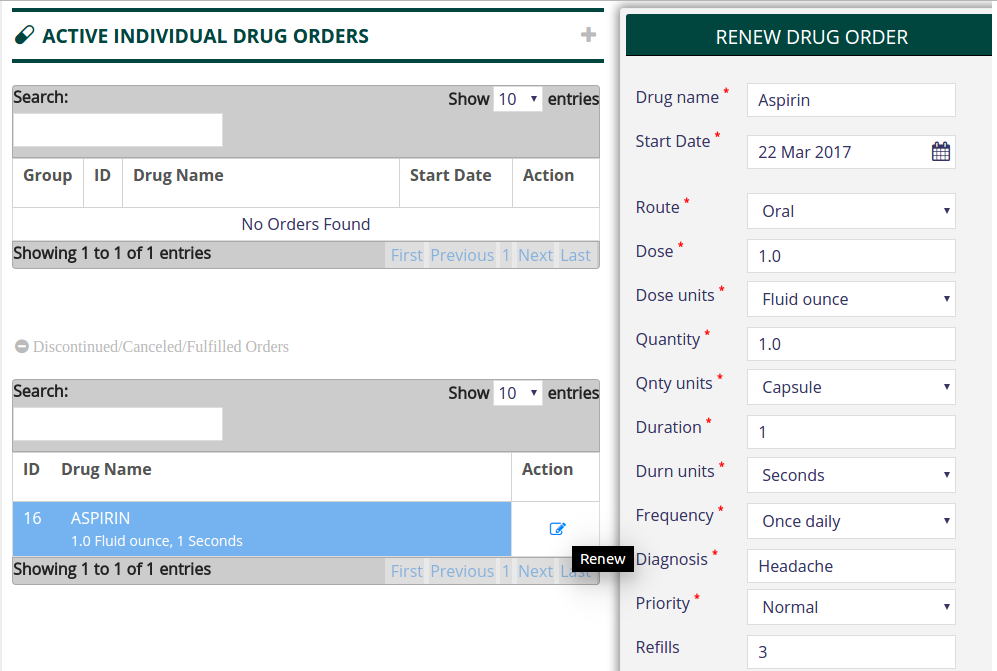 ACTIVE INDIVIDUAL DRUG ORDERS
Search:
Show 10 entries
Group ID Drug Name Start Date Action
No Orders Found
Showing 1 to 1 of 1 entries First Previous 1 Next Last
Discontinued/Canceled/Fulfilled Orders
Search:
Show 10 entries
ID Drug Name Action
16 ASPIRIN
1.0 Fluid ounce, 1 Seconds
Renew
Showing 1 to 1 of 1 entries First Previous 1 Next Last
RENEW DRUG ORDER
Drug name * Aspirin
Start Date * 22 Mar 2017
Route * Oral
Dose * 1.0
Dose units * Fluid ounce
Quantity * 1.0
Qnty units * Capsule
Duration * 1
Durn units * Seconds
Frequency * Once daily
Diagnosis * Headache
Priority * Normal
Refills 3